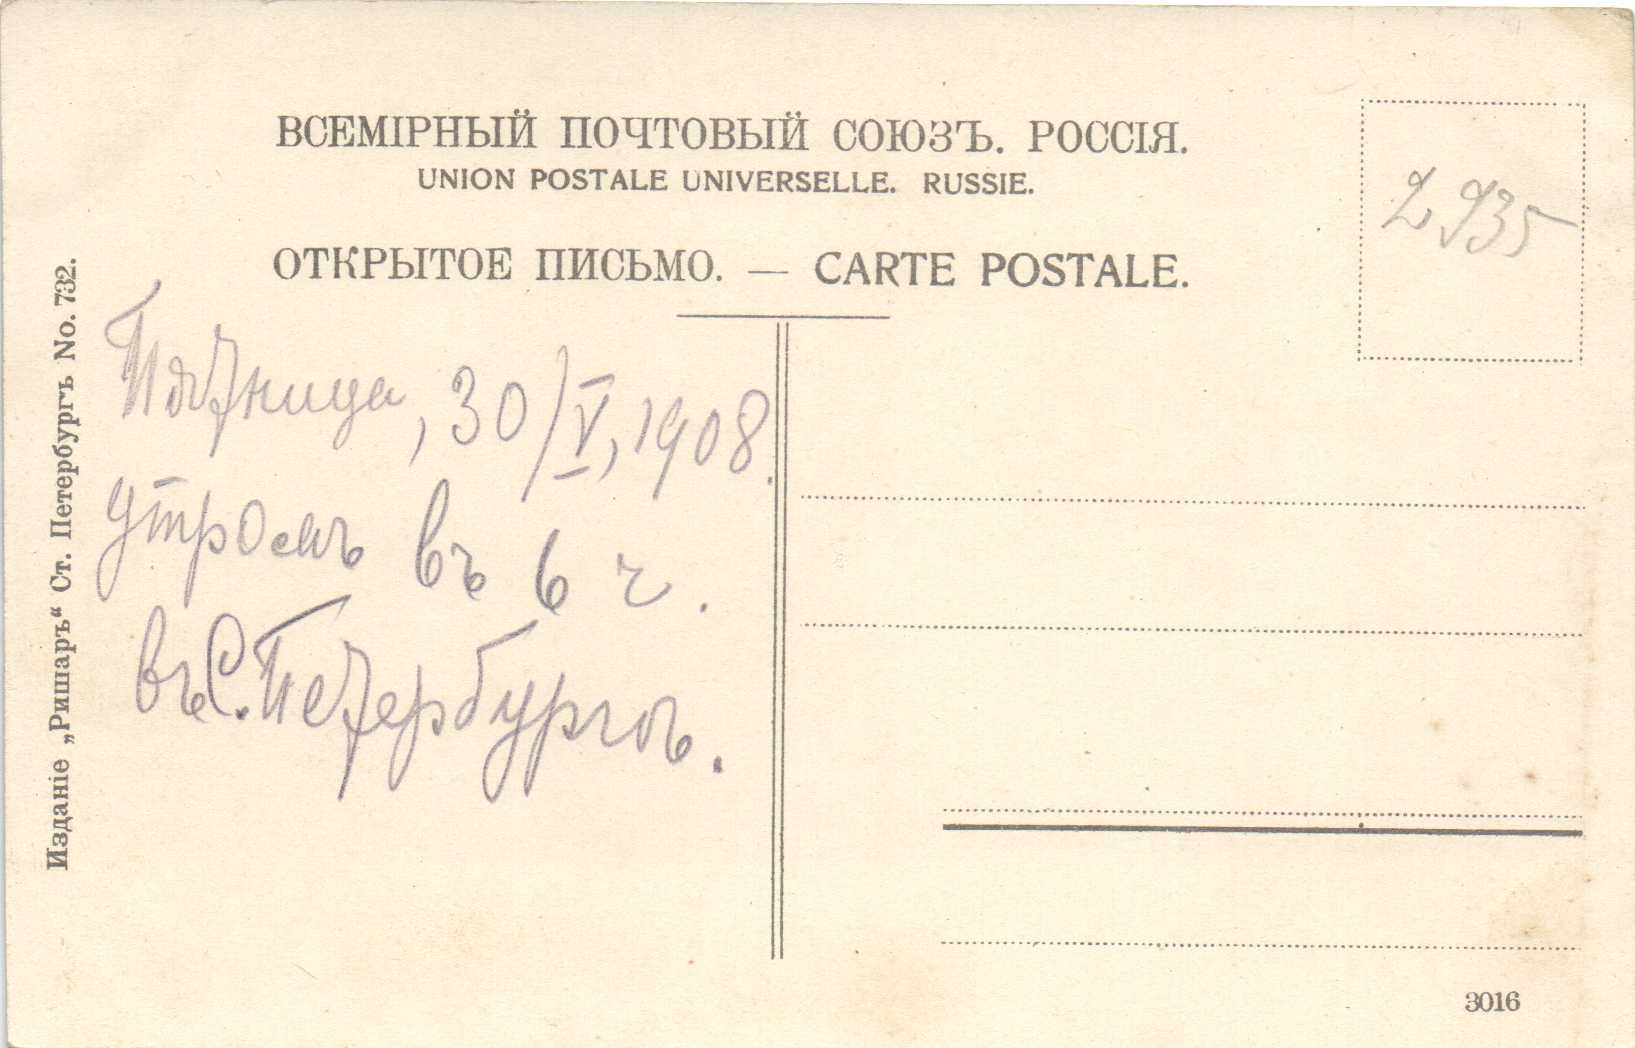 ВСЕМІРНЫЙ ПОЧТОВЫЙ СОЮЗЪ. РОССІЯ.
UNION POSTALE UNIVERSELLE. RUSSIE.
ОТКРЫТОЕ ПИСЬМО. — CARTE POSTALE.
Пятница, 30/V, 1908.
утромъ въ 6 ч.
въ С. Петербургъ.
Изданіе „Ришаръ“ Ст. Петербургъ No. 732.
2935
3016